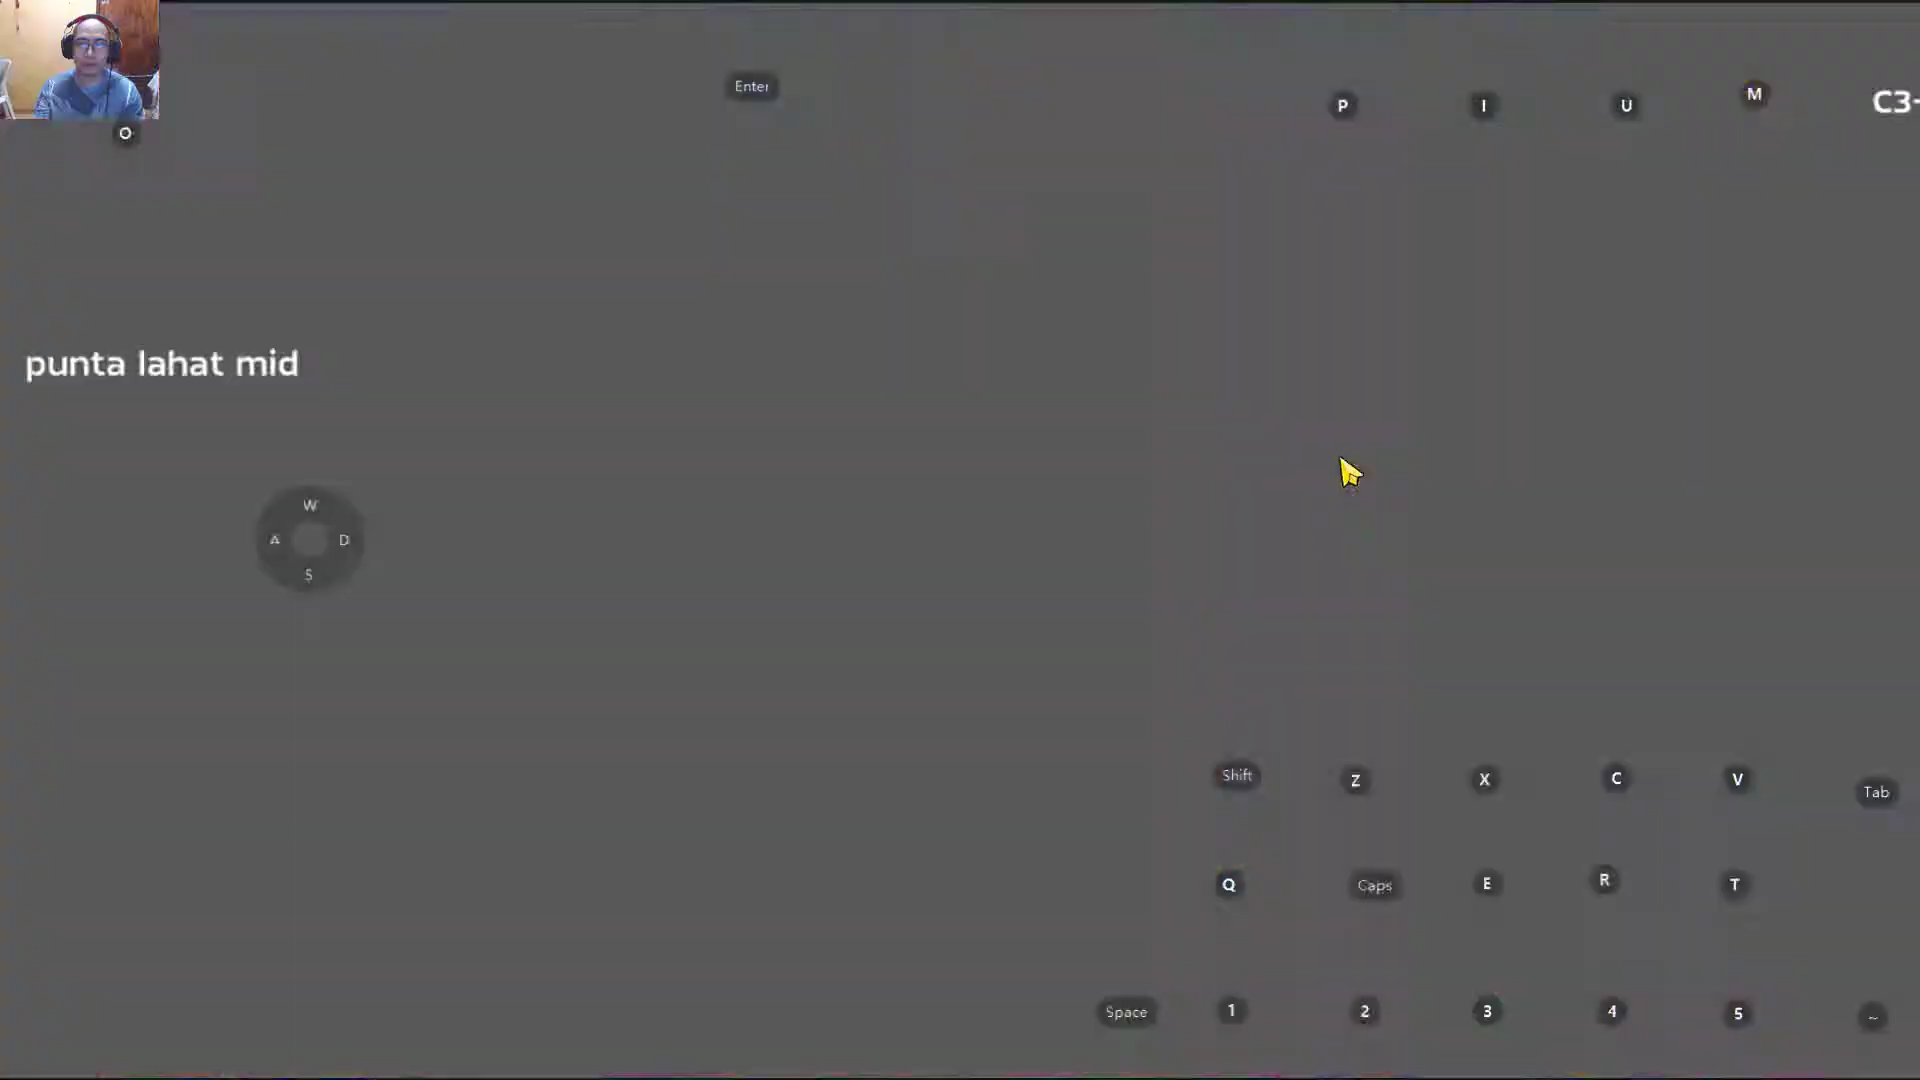 Enter
P I U M C3-
O
punta lahat mid
W
A D
S
Shift Z X C V Tab
Q Caps E R T
Space 1 2 3 4 5 ~